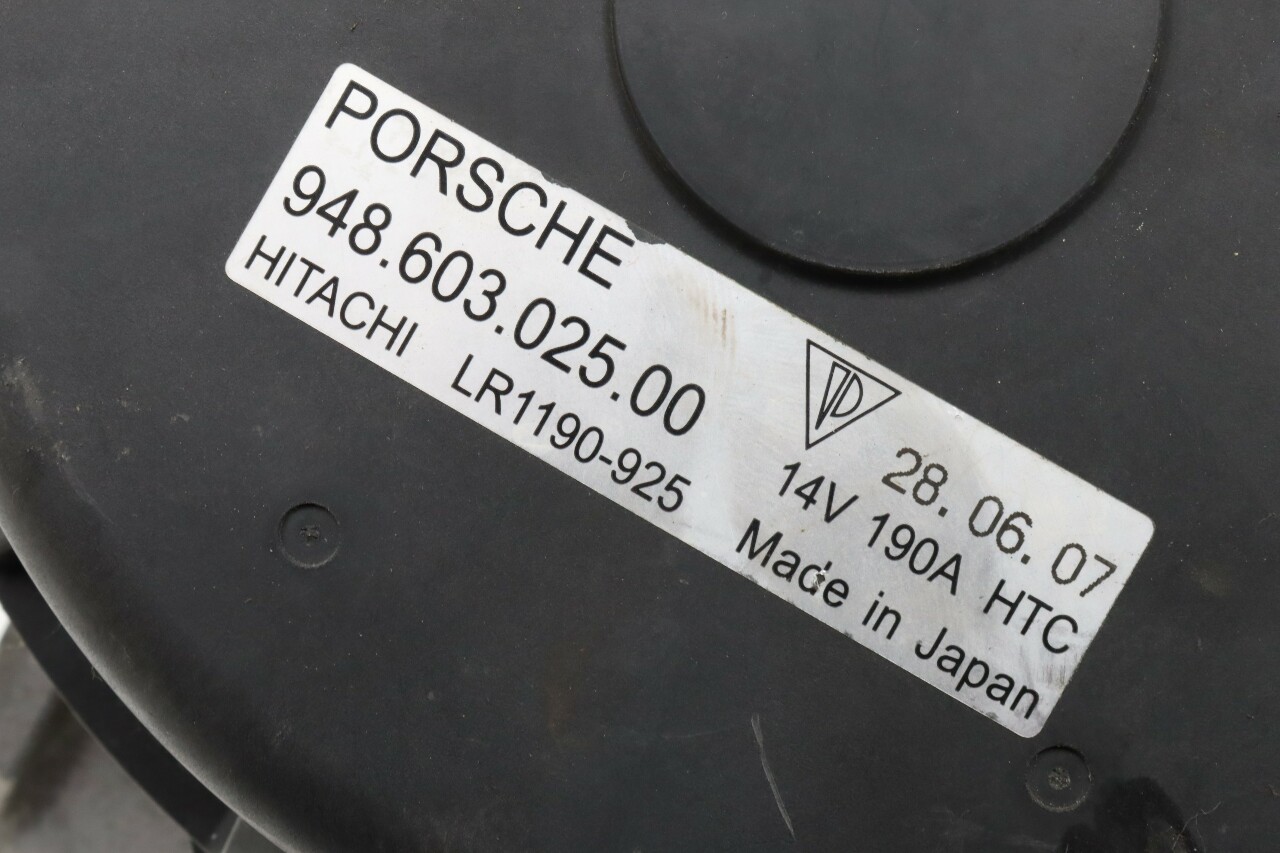 PORSCHE
948.603.025.00
HITACHI LR1190-925
28.06.07
14V 190A HTC
Made in Japan